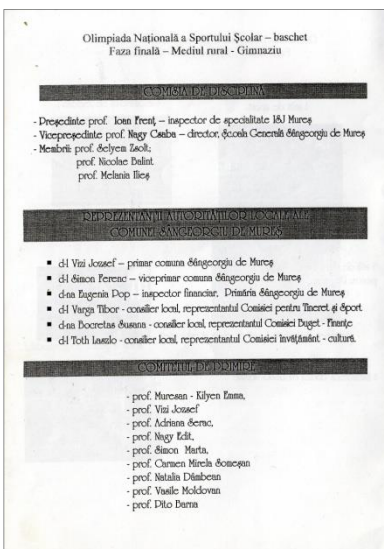 Olimpiada Națională a Sportului Școlar – baschet
Faza finală – Mediul rural - Gimnaziu
COMISIA DE DISCIPLINĂ
- Președinte prof. Ioan Frenț – inspector de specialitate ISJ Mureș
- Vicepreședinte prof. Nagy Csaba – director, Școala Generală Sângeorgiu de Mureș
- Membrii: prof. Selyem Zsolt;
prof. Nicolae Balint
prof. Melania Ilieș
REPREZENTANȚII AUTORITĂȚILOR LOCALE ALE
COMUNEI SÂNGEORGIU DE MUREȘ
▪ d-l Vizi Jozsef – primar comuna Sângeorgiu de Mureș
▪ d-l Simon Ferenc – viceprimar comuna Sângeorgiu de Mureș
▪ d-na Eugenia Pop – inspector financiar, Primăria Sângeorgiu de Mureș
▪ d-l Varga Tibor - consilier local, reprezentantul Comisiei pentru Tineret și Sport
▪ d-na Bocretas Susana - consilier local, reprezentantul Comisiei Buget - Finanțe
▪ d-l Toth Laszlo - consilier local, reprezentantul Comisiei învățământ - cultură.
COMITETUL DE PRIMIRE
- prof. Muresan - Kilyen Emma,
- prof. Vizi Jozsef
- prof. Adriana Serac,
- prof. Nagy Edit,
- prof. Simon Marta,
- prof. Carmen Mirela Someșan
- prof. Natalia Dâmbean
- prof. Vasile Moldovan
- prof. Pito Barna